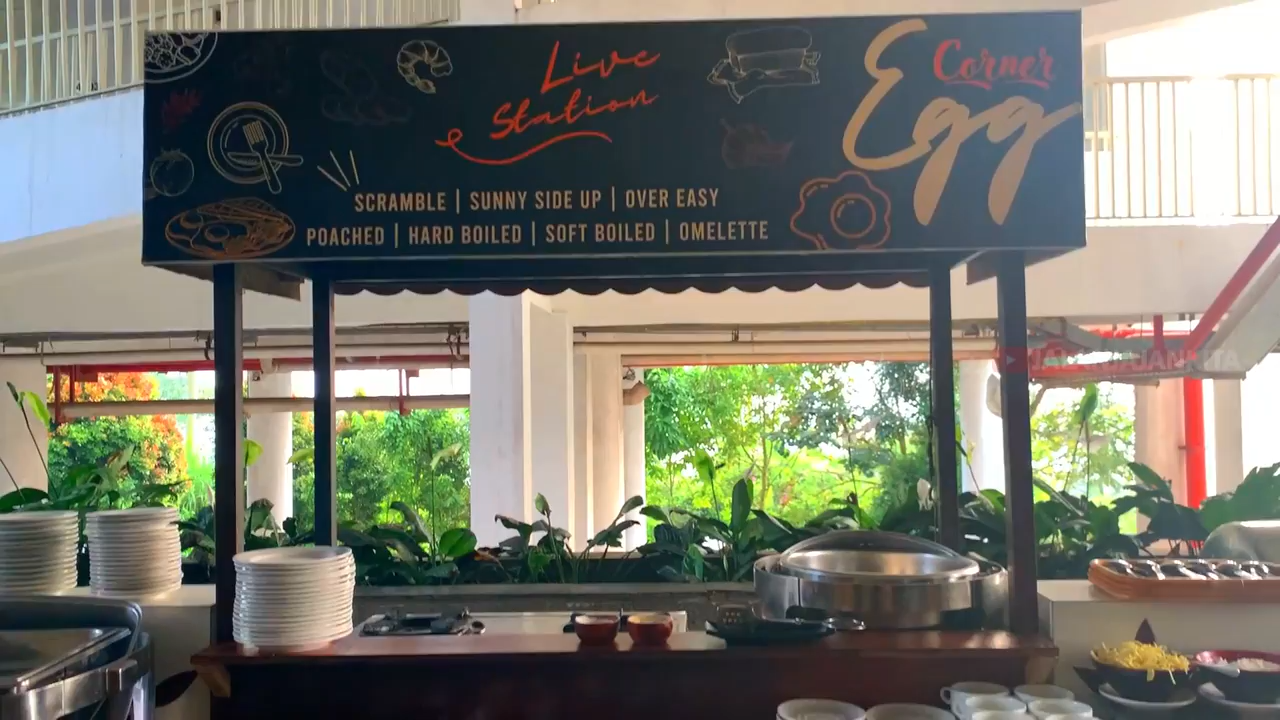 Live
Station
Corner
Egg
SCRAMBLE | SUNNY SIDE UP | OVER EASY
POACHED | HARD BOILED | SOFT BOILED | OMELETTE